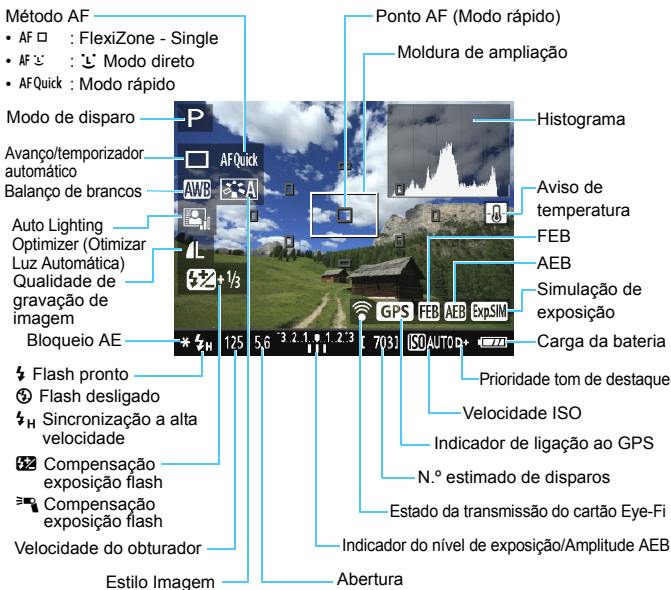 Método AF
• AF □ : FlexiZone - Single
• AF : Modo direto
• AFQuick : Modo rápido
Modo de disparo
Avanço/temporizador
automático
Balanço de brancos
Auto Lighting
Optimizer (Otimizar
Luz Automática)
Qualidade de
gravação de
imagem
Bloqueio AE
Flash pronto
Flash desligado
H Sincronização a alta
velocidade
Compensação
exposição flash
Compensação
exposição flash
Velocidade do obturador
Estilo Imagem
Abertura
Ponto AF (Modo rápido)
Moldura de ampliação
Histograma
Aviso de
temperatura
FEB
AEB
Simulação de
exposição
Carga da bateria
Prioridade tom de destaque
Velocidade ISO
Indicador de ligação ao GPS
N.º estimado de disparos
Estado da transmissão do cartão Eye-Fi
Indicador do nível de exposição/Amplitude AEB
P
AFQuick
AWB
A
L
+1/3
GPS FEB AEB Exp.SIM
* H 125 5.6 -3..2..1..▼..1..2.+3 [ 703] ISO AUTO D+